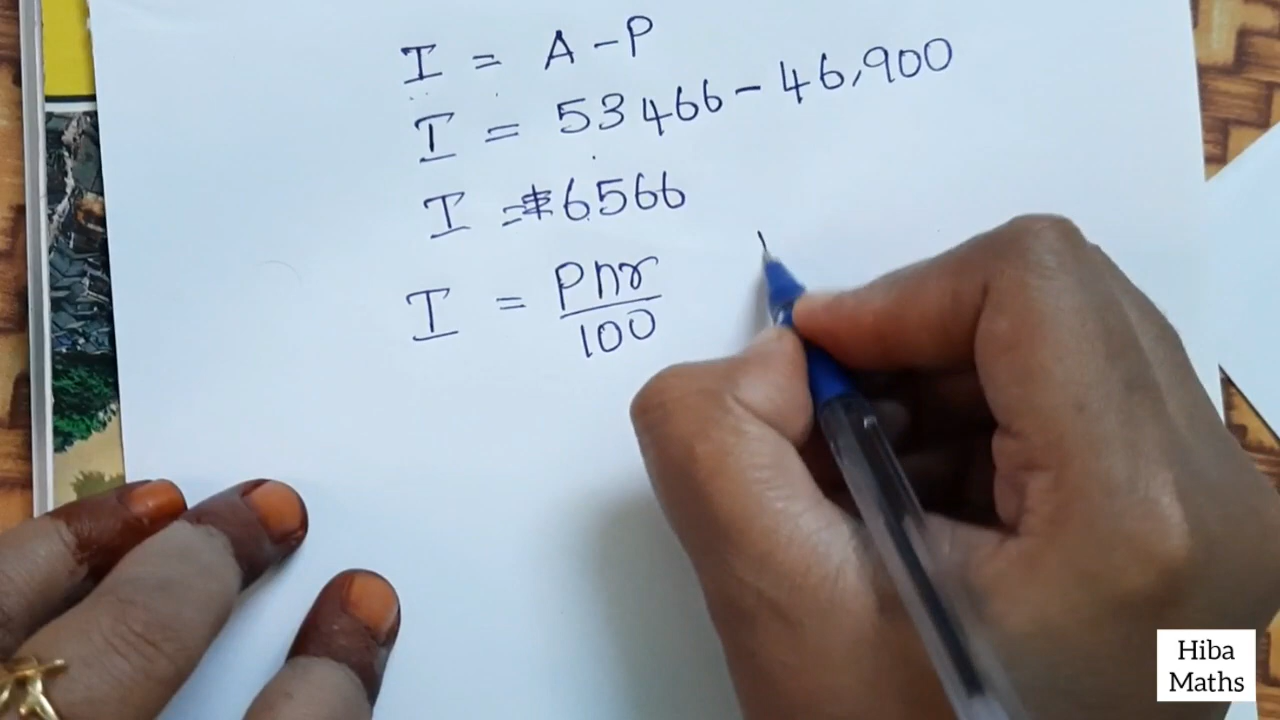 I = A - P
I = 53466 - 46,900
I = ₹6566
I = Pnr
100
Hiba
Maths